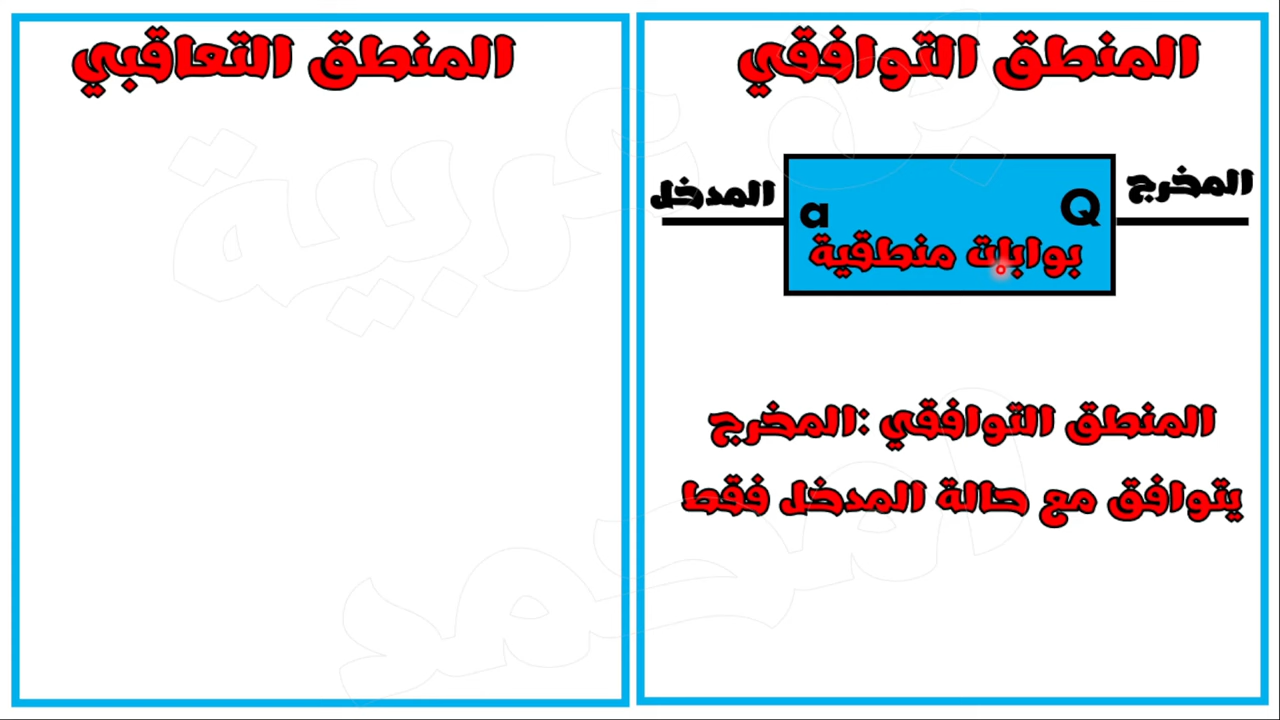 المنطق التوافقي
المدخل
المخرج
a
Q
بوابات منطقية
المنطق التوافقي :المخرج
يتوافق مع حالة المدخل فقط
المنطق التعاقبي